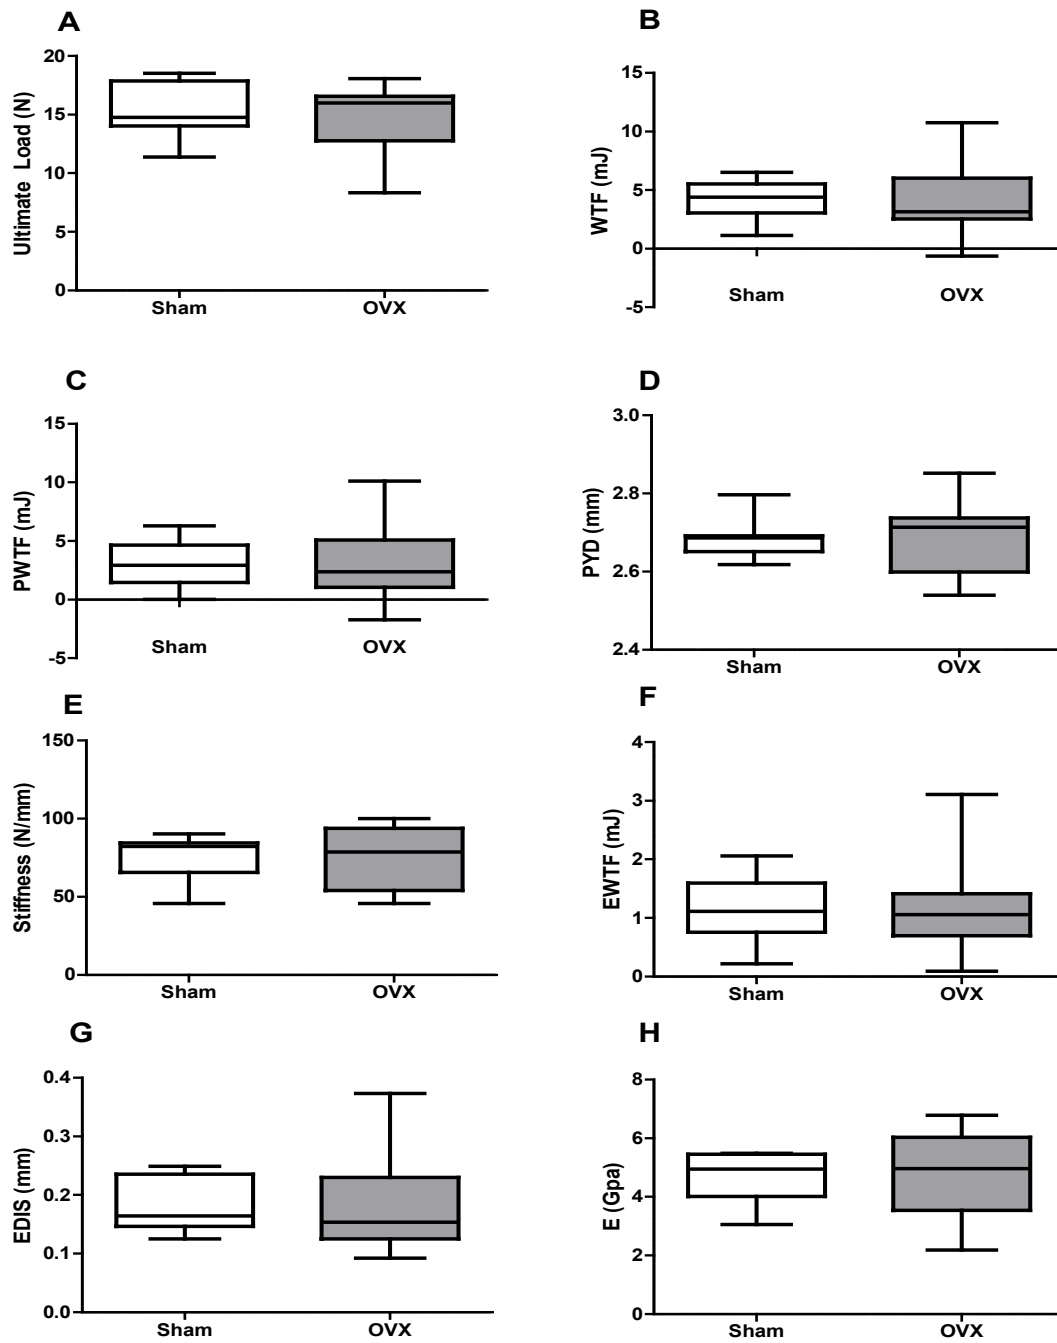 A
Ultimate Load (N)
20
15
10
5
0
Sham
OVX
B
WTF (mJ)
15
10
5
0
-5
Sham
OVX
C
PWTF (mJ)
15
10
5
0
-5
Sham
OVX
D
PYD (mm)
3.0
2.8
2.6
2.4
Sham
OVX
E
Stiffness (N/mm)
150
100
50
0
Sham
OVX
F
EWTF (mJ)
4
3
2
1
0
Sham
OVX
G
EDIS (mm)
0.4
0.3
0.2
0.1
0.0
Sham
OVX
H
E (Gpa)
8
6
4
2
0
Sham
OVX